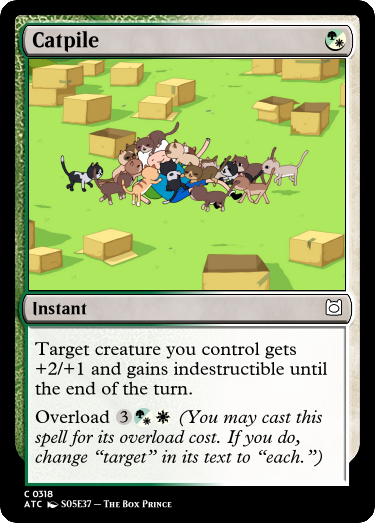 Catpile
Instant
Target creature you control gets
+2/+1 and gains indestructible until
the end of the turn.
Overload 3 (You may cast this
spell for its overload cost. If you do,
change “target” in its text to “each.”)
C 0318
ATC S05E37 – The Box Prince